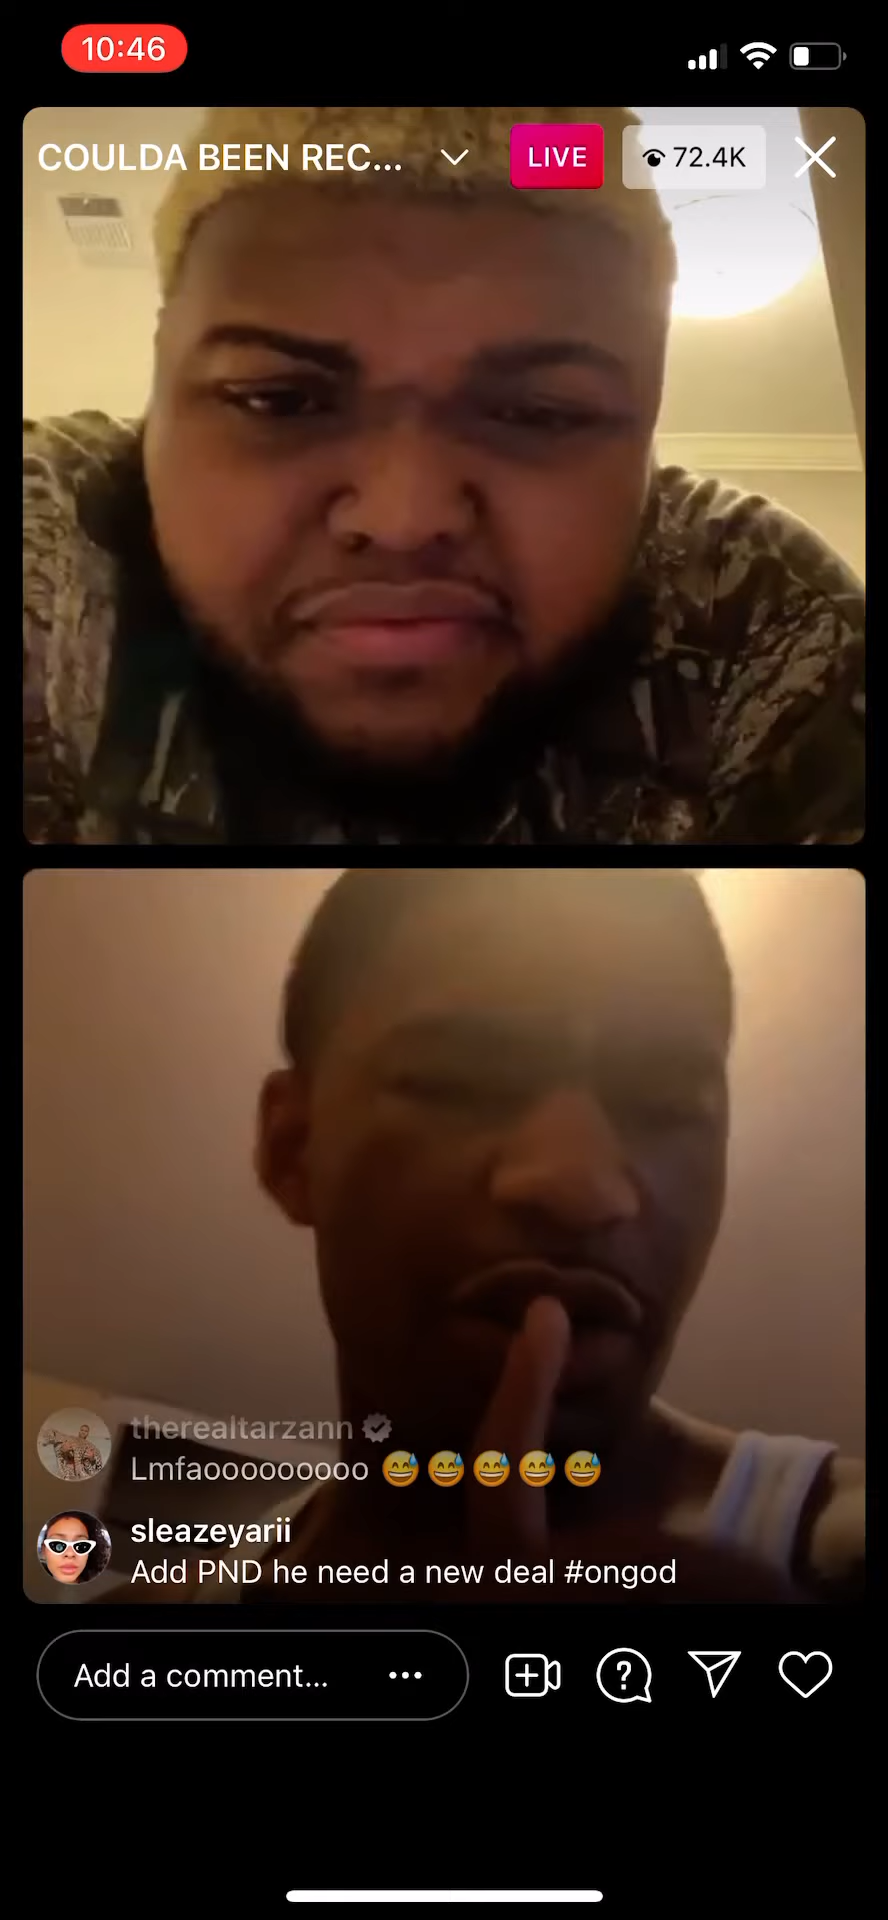 10:46
COULDA BEEN REC...
LIVE
72.4K
therealtarzann
Lmfaooooooooo 😅😅😅😅😅
sleazeyarii
Add PND he need a new deal #ongod
Add a comment...